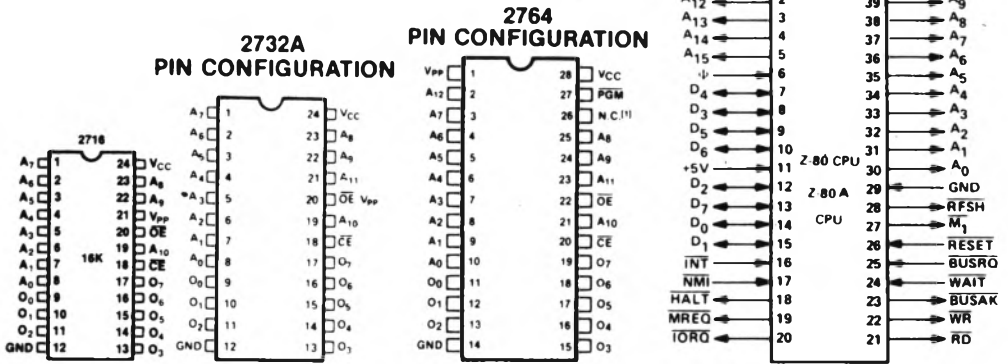 2716
A7 1 24 VCC
A6 2 23 A8
A5 3 22 A9
A4 4 21 VPP
A3 5 20 OE
A2 6 19 A10
A1 7 16K 18 CE
A0 8 17 O7
O0 9 16 O6
O1 10 15 O5
O2 11 14 O4
GND 12 13 O3
2732A
PIN CONFIGURATION
A7 1 24 VCC
A6 2 23 A8
A5 3 22 A9
A4 4 21 A11
A3 5 20 OE VPP
A2 6 19 A10
A1 7 18 CE
A0 8 17 O7
O0 9 16 O6
O1 10 15 O5
O2 11 14 O4
GND 12 13 O3
2764
PIN CONFIGURATION
VPP 1 28 VCC
A12 2 27 PGM
A7 3 26 N.C.[1]
A6 4 25 A8
A5 5 24 A9
A4 6 23 A11
A3 7 22 OE
A2 8 21 A10
A1 9 20 CE
A0 10 19 O7
O0 11 18 O6
O1 12 17 O5
O2 13 16 O4
GND 14 15 O3
A12 2 39 A9
A13 3 38 A8
A14 4 37 A7
A15 5 36 A6
6 35 A5
D4 7 34 A4
D3 8 33 A3
D5 9 32 A2
D6 10 31 A1
+5V 11 Z-80 CPU 30 A0
D2 12 29 GND
D7 13 Z-80 A 28 RFSH
D0 14 CPU 27 M1
D1 15 26 RESET
INT 16 25 BUSRQ
NMI 17 24 WAIT
HALT 18 23 BUSAK
MREQ 19 22 WR
IORQ 20 21 RD